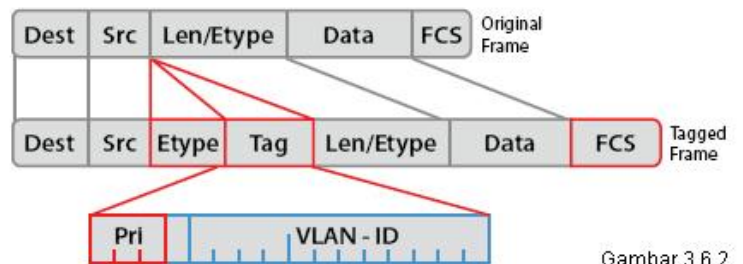 Dest Src Len/Etype Data FCS Original Frame
Dest Src Etype Tag Len/Etype Data FCS Tagged Frame
Pri VLAN - ID
Gambar 3.6.2